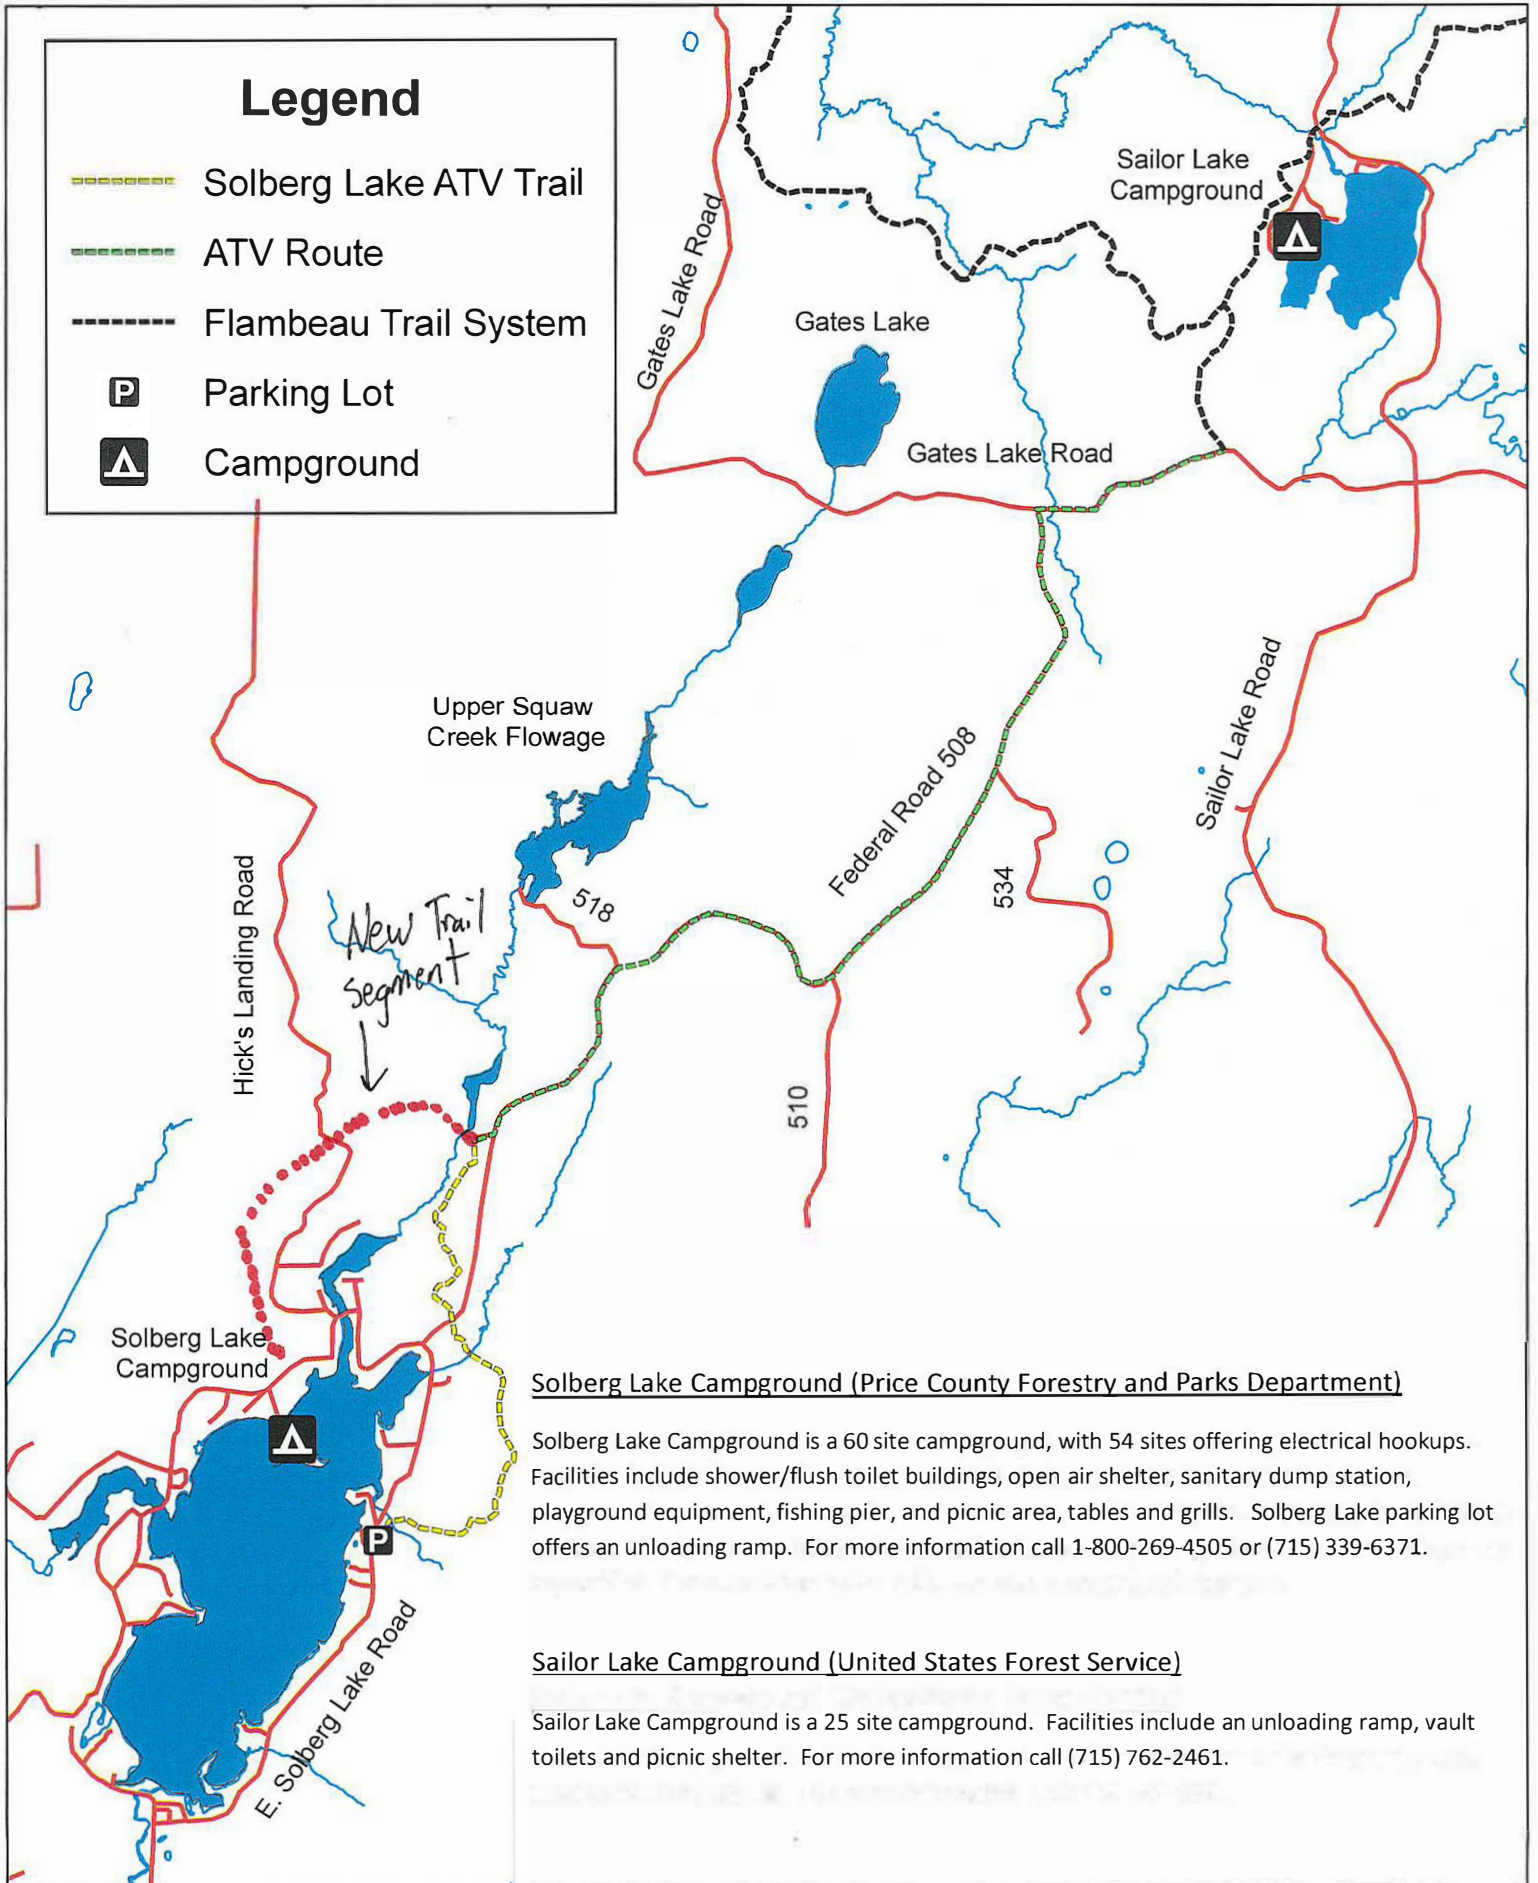 Legend
Solberg Lake ATV Trail
ATV Route
Flambeau Trail System
P
Parking Lot
Campground
Sailor Lake
Campground
Gates Lake Road
Gates Lake
Gates Lake Road
Upper Squaw
Creek Flowage
Federal Road 508
Sailor Lake Road
534
518
510
Hick's Landing Road
New Trail
segment
Solberg Lake
Campground
P
E. Solberg Lake Road
Solberg Lake Campground (Price County Forestry and Parks Department)
Solberg Lake Campground is a 60 site campground, with 54 sites offering electrical hookups.
Facilities include shower/flush toilet buildings, open air shelter, sanitary dump station,
playground equipment, fishing pier, and picnic area, tables and grills. Solberg Lake parking lot
offers an unloading ramp. For more information call 1-800-269-4505 or (715) 339-6371.
Sailor Lake Campground (United States Forest Service)
Sailor Lake Campground is a 25 site campground. Facilities include an unloading ramp, vault
toilets and picnic shelter. For more information call (715) 762-2461.